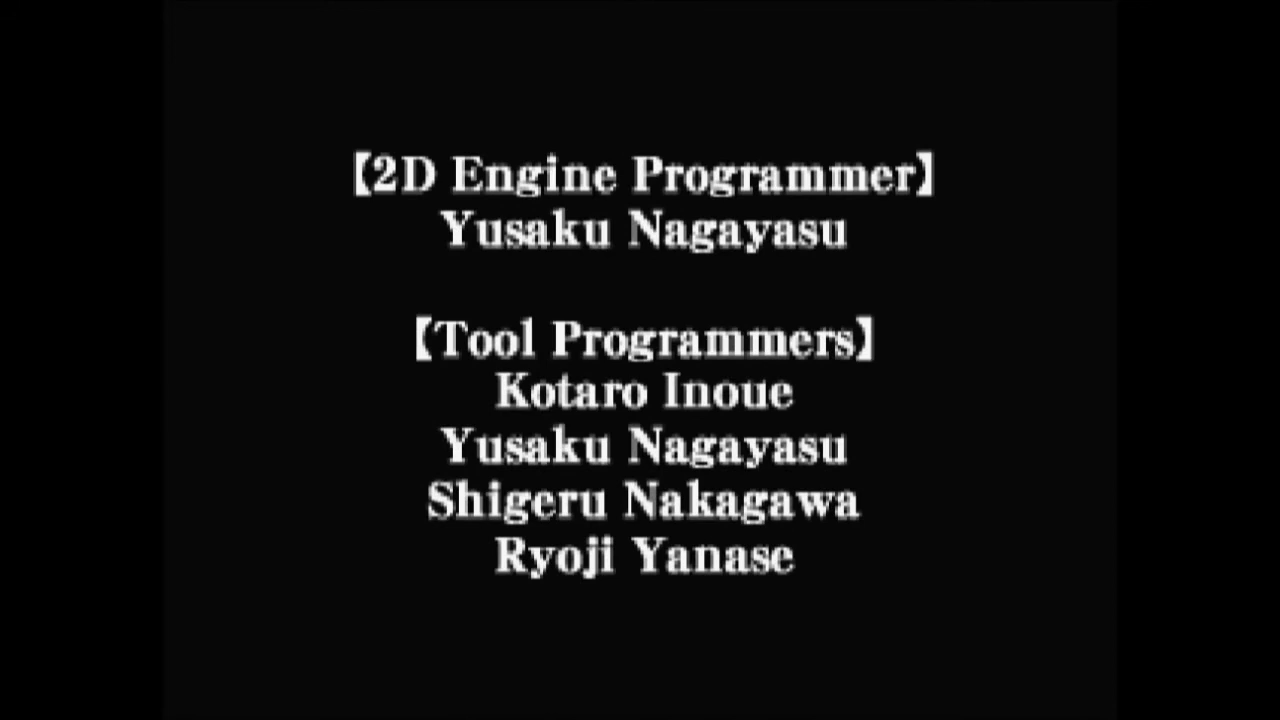 【2D Engine Programmer】
Yusaku Nagayasu
【Tool Programmers】
Kotaro Inoue
Yusaku Nagayasu
Shigeru Nakagawa
Ryoji Yanase